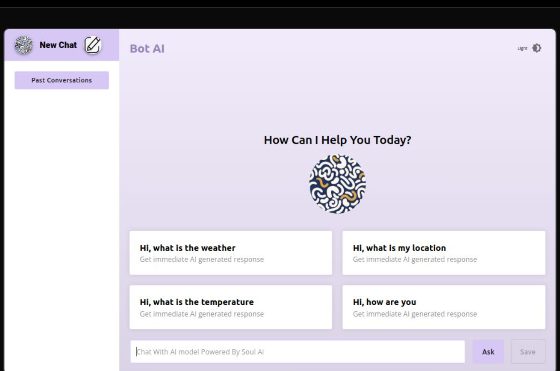 New Chat
Past Conversations
Bot AI
Light
How Can I Help You Today?
Hi, what is the weather
Get immediate AI generated response
Hi, what is my location
Get immediate AI generated response
Hi, what is the temperature
Get immediate AI generated response
Hi, how are you
Get immediate AI generated response
Chat With AI model Powered By Soul AI
Ask
Save